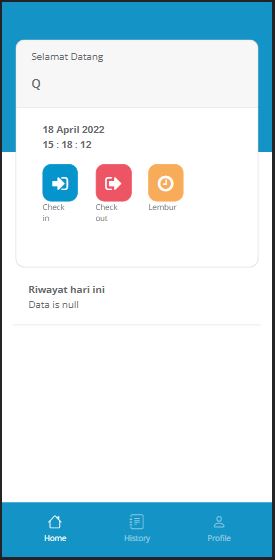 Selamat Datang
Q
18 April 2022
15 : 18 : 12
Check
in
Check
out
Lembur
Riwayat hari ini
Data is null
Home
History
Profile